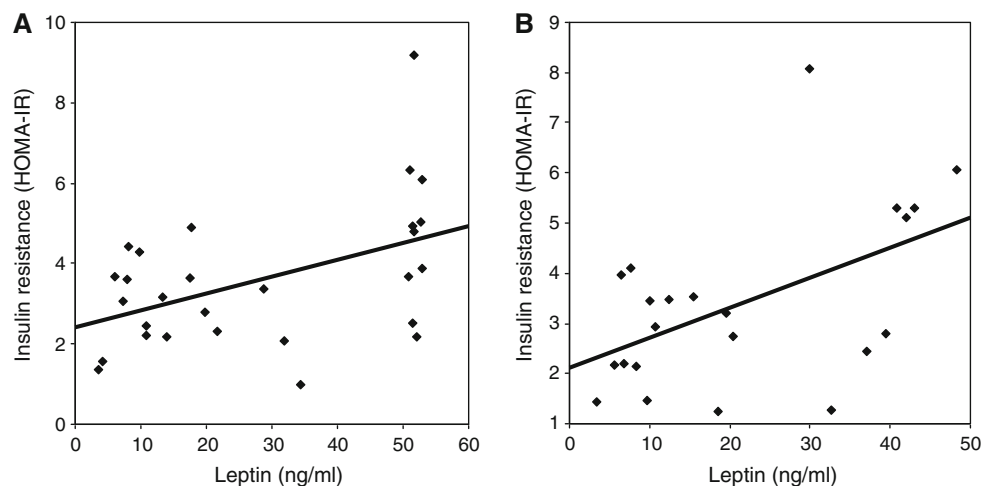 A
Insulin resistance (HOMA-IR)
10
8
6
4
2
0
0 10 20 30 40 50 60
Leptin (ng/ml)
B
Insulin resistance (HOMA-IR)
9
8
7
6
5
4
3
2
1
0 10 20 30 40 50
Leptin (ng/ml)